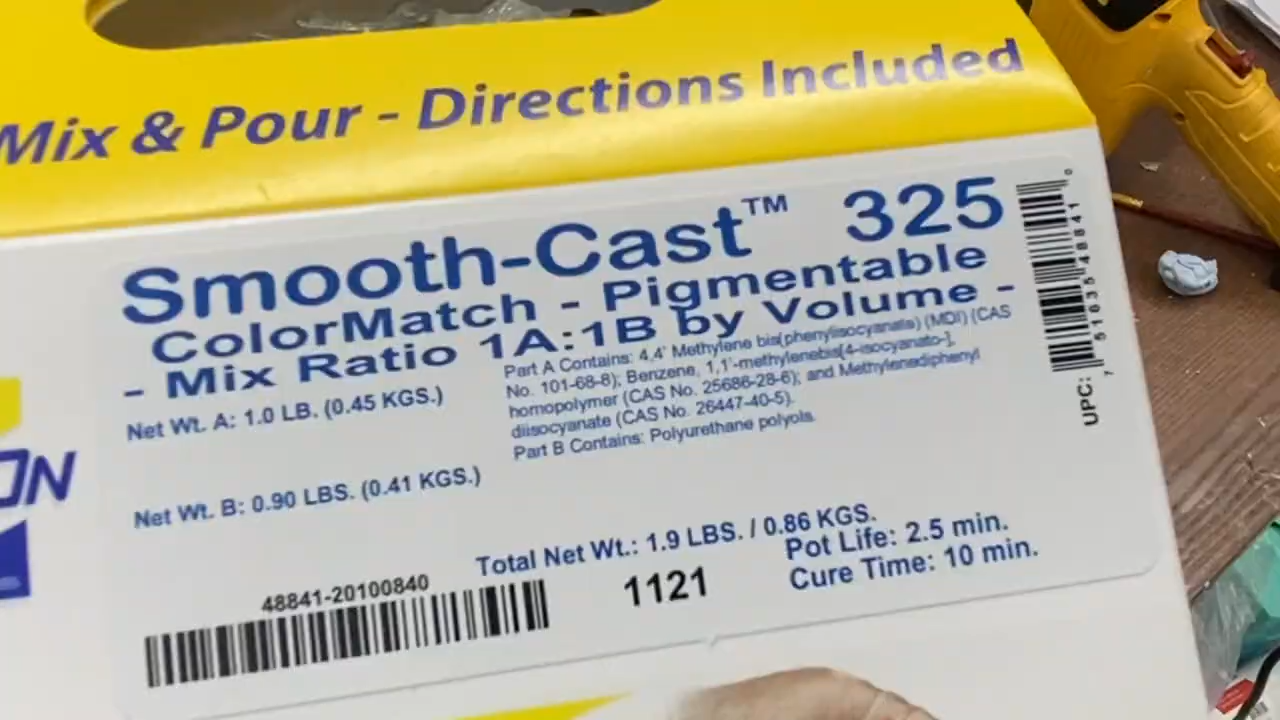 Mix & Pour - Directions Included
Smooth-Cast™ 325
ColorMatch - Pigmentable
- Mix Ratio 1A:1B by Volume -
Net Wt. A: 1.0 LB. (0.45 KGS.)
Part A Contains: 4,4' Methylene bis(phenylisocyanate) (MDI) (CAS
No. 101-68-8); Benzene, 1,1'-methylenebis[4-isocyanato-],
homopolymer (CAS No. 25686-28-6); and Methylenediphenyl
diisocyanate (CAS No. 26447-40-5).
Part B Contains: Polyurethane polyols.
Net Wt. B: 0.90 LBS. (0.41 KGS.)
Total Net Wt.: 1.9 LBS. / 0.86 KGS.
Pot Life: 2.5 min.
Cure Time: 10 min.
1121
48841-20100840
UPC:
7 51635 48841 0
ON